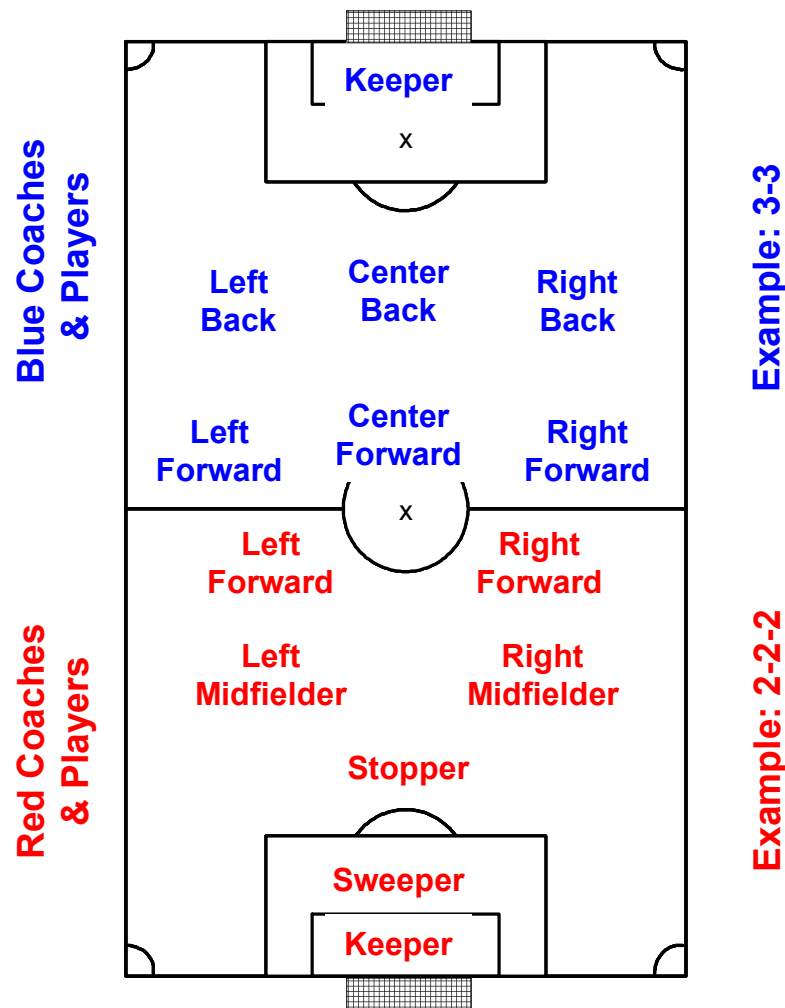 Keeper
x
Blue Coaches
& Players
Example: 3-3
Left
Back
Center
Back
Right
Back
Left
Forward
Center
Forward
Right
Forward
x
Left
Forward
Right
Forward
Red Coaches
& Players
Example: 2-2-2
Left
Midfielder
Right
Midfielder
Stopper
Sweeper
Keeper